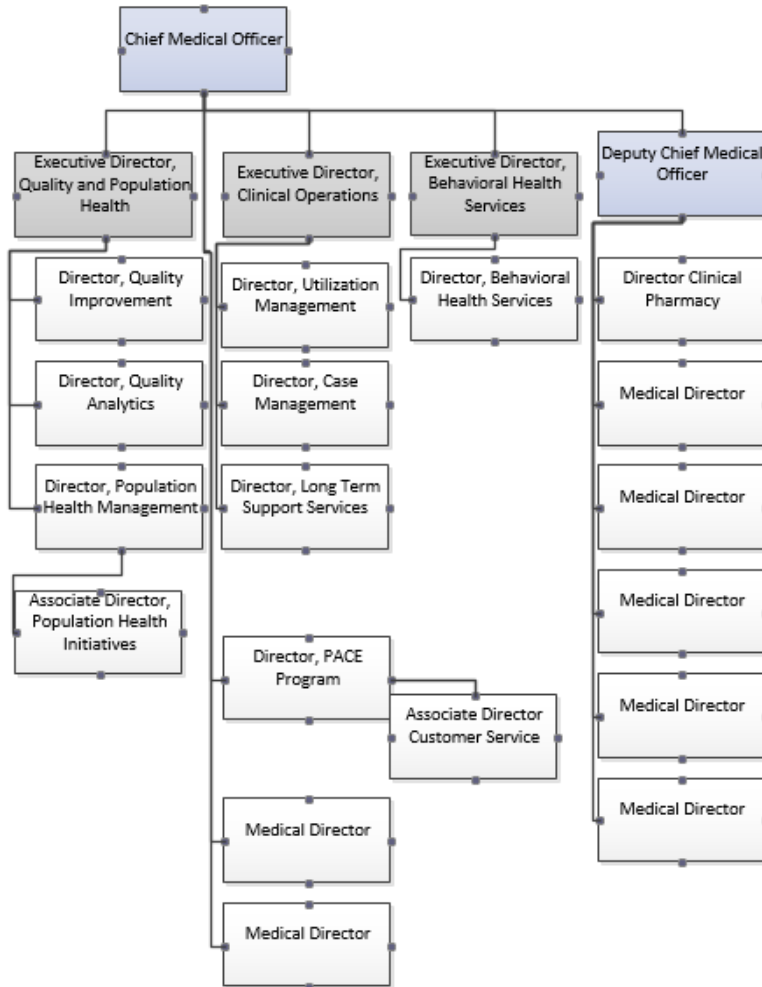 Chief Medical Officer
Executive Director,
Quality and Population
Health
Executive Director,
Clinical Operations
Executive Director,
Behavioral Health
Services
Deputy Chief Medical
Officer
Director, Quality
Improvement
Director, Quality
Analytics
Director, Population
Health Management
Associate Director,
Population Health
Initiatives
Director, Utilization
Management
Director, Case
Management
Director, Long Term
Support Services
Director, PACE
Program
Associate Director
Customer Service
Medical Director
Medical Director
Director, Behavioral
Health Services
Director Clinical
Pharmacy
Medical Director
Medical Director
Medical Director
Medical Director
Medical Director